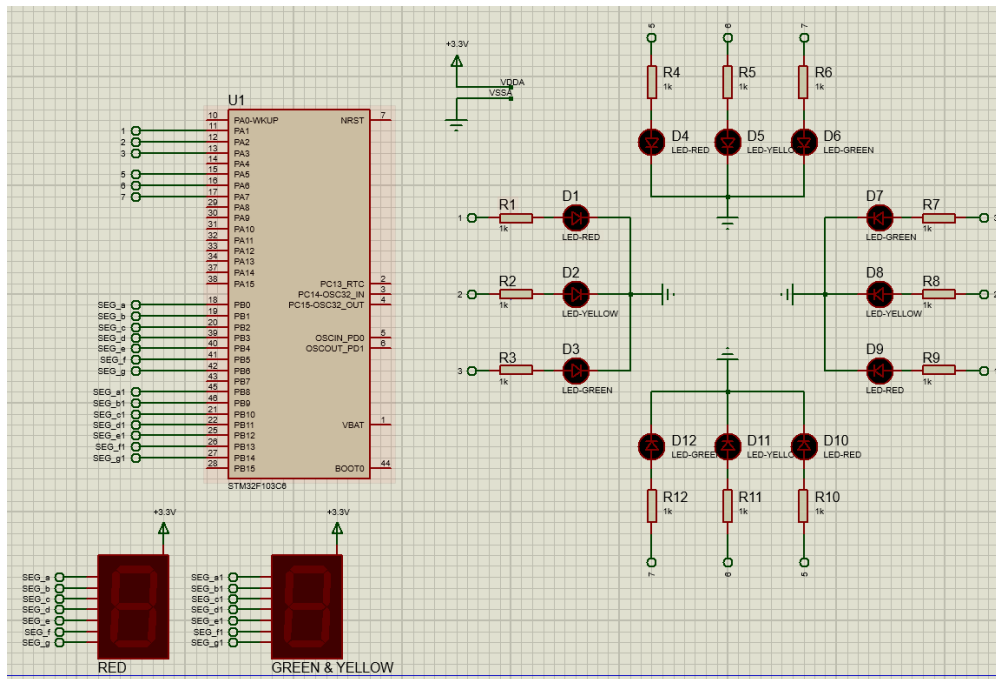 U1
10 PA0-WKUP NRST 7
1 11 PA1
2 12 PA2
3 13 PA3
14 PA4
5 15 PA5
6 16 PA6
7 17 PA7
29 PA8
30 PA9
31 PA10
32 PA11
33 PA12
34 PA13
37 PA14
38 PA15
PC13_RTC 2
PC14-OSC32_IN 3
PC15-OSC32_OUT 4
SEG_a 18 PB0
SEG_b 19 PB1
SEG_c 20 PB2
SEG_d 39 PB3 OSCIN_PD0 5
SEG_e 40 PB4 OSCOUT_PD1 6
SEG_f 41 PB5
SEG_g 42 PB6
43 PB7
SEG_a1 45 PB8
SEG_b1 46 PB9
SEG_c1 21 PB10
SEG_d1 22 PB11 VBAT 1
SEG_e1 25 PB12
SEG_f1 26 PB13
SEG_g1 27 PB14
28 PB15 BOOT0 44
STM32F103C6
+3.3V
VDDA
VSSA
5 6 7
R4 R5 R6
1k 1k 1k
D4 D5 D6
LED-RED LED-YELLO LED-GREEN
1 R1 D1
1k LED-RED
2 R2 D2
1k LED-YELLOW
3 R3 D3
1k LED-GREEN
D7 R7 3
LED-GREEN 1k
D8 R8 2
LED-YELLOW 1k
D9 R9 1
LED-RED 1k
D12 D11 D10
LED-GREE LED-YELLO LED-RED
R12 R11 R10
1k 1k 1k
7 6 5
+3.3V +3.3V
SEG_a SEG_a1
SEG_b SEG_b1
SEG_c SEG_c1
SEG_d SEG_d1
SEG_e SEG_e1
SEG_f SEG_f1
SEG_g SEG_g1
RED GREEN & YELLOW